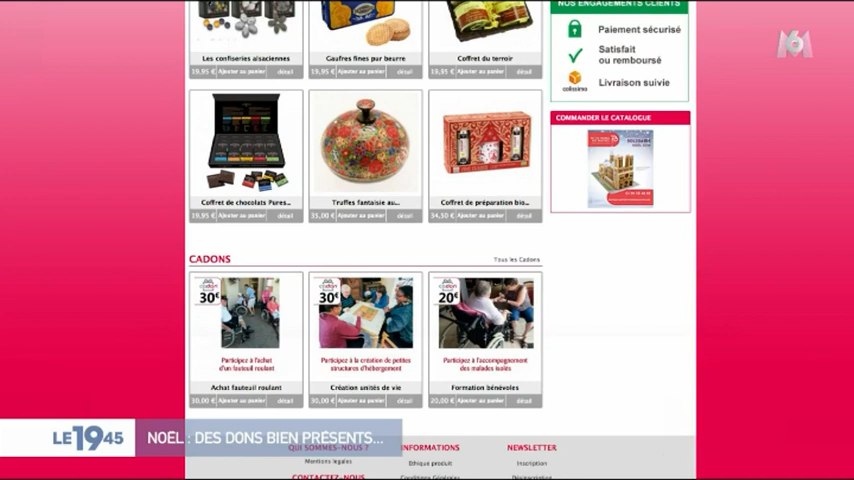 NOS ENGAGEMENTS CLIENTS
Paiement sécurisé
Satisfait
ou remboursé
colissimo
Livraison suivie
M6
Les confiseries alsaciennes
19,95 € Ajouter au panier détail
Gaufres fines pur beurre
19,95 € Ajouter au panier détail
Coffret du terroir
Ajouter au panier détail
COMMANDER LE CATALOGUE
Coffret de chocolats Pures...
19,95 € Ajouter au panier détail
Truffes fantaisie au...
35,00 € Ajouter au panier détail
Coffret de préparation bio...
34,50 € Ajouter au panier détail
CADONS
Tous les Cadons
cadon
30€
Participez à l'achat
d'un fauteuil roulant
Achat fauteuil roulant
30,00 € Ajouter au panier détail
cadon
30€
Participez à la création de petites
structures d'hébergement
Création unités de vie
30,00 € Ajouter au panier détail
cadon
20€
Participez à l'accompagnement
des malades isolés
Formation bénévoles
20,00 € Ajouter au panier détail
LE 19 45
NOËL : DES DONS BIEN PRÉSENTS...
QUI SOMMES-NOUS ?
Mentions légales
CONTACTEZ-NOUS
INFORMATIONS
Ethique produit
Conditions Générales
NEWSLETTER
Inscription
Désinscription